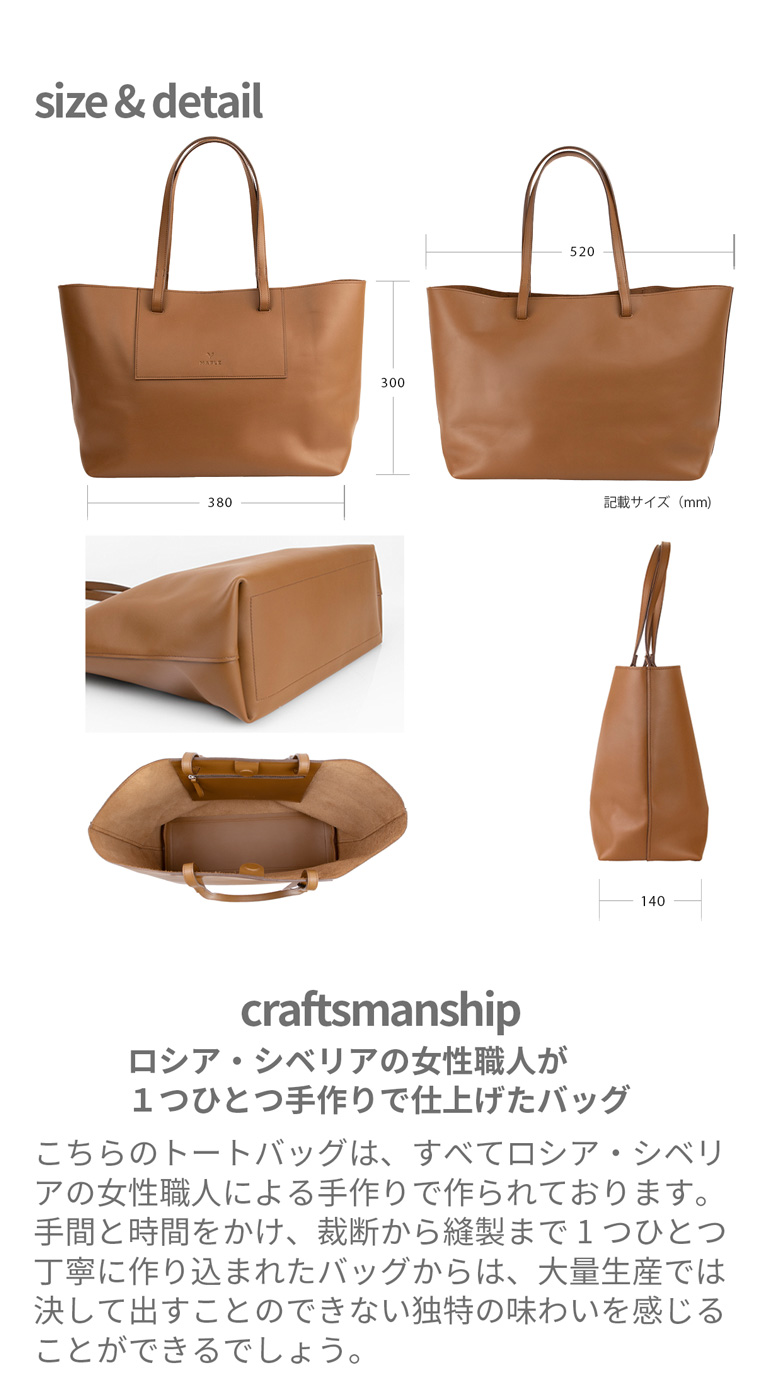 size & detail
520
300
380
記載サイズ（mm)
140
craftsmanship
ロシア・シベリアの女性職人が
１つひとつ手作りで仕上げたバッグ
こちらのトートバッグは、すべてロシア・シベリ
アの女性職人による手作りで作られております。
手間と時間をかけ、裁断から縫製まで１つひとつ
丁寧に作り込まれたバッグからは、大量生産では
決して出すことのできない独特の味わいを感じる
ことができるでしょう。